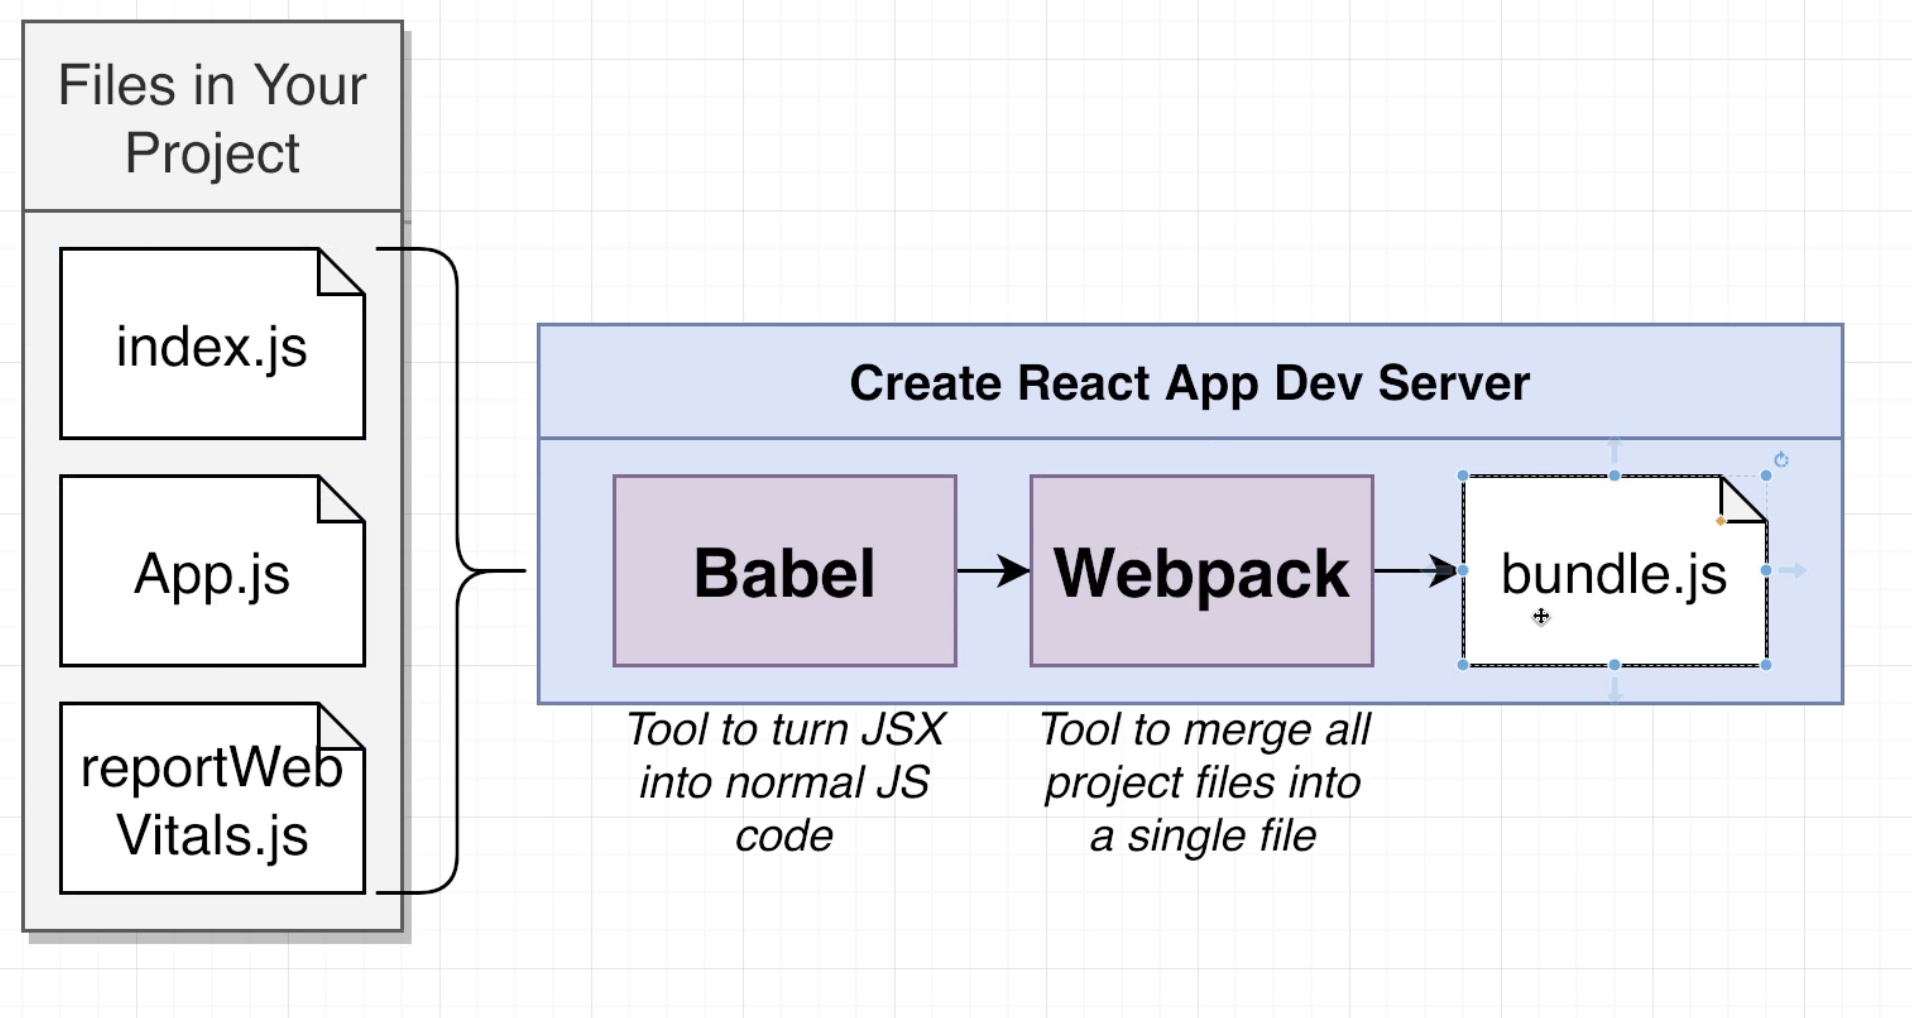 Files in Your
Project
index.js
App.js
reportWeb
Vitals.js
Create React App Dev Server
Babel
Webpack
bundle.js
Tool to turn JSX
into normal JS
code
Tool to merge all
project files into
a single file